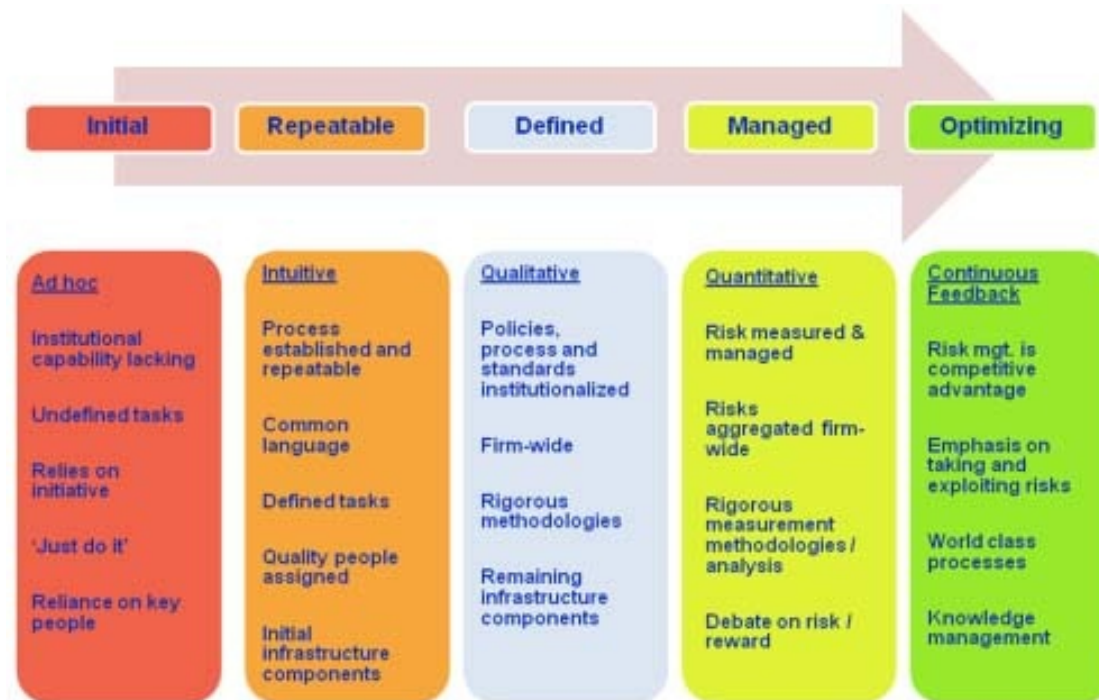 Initial
Repeatable
Defined
Managed
Optimizing
Ad hoc
Institutional
capability lacking
Undefined tasks
Relies on
initiative
‘Just do it’
Reliance on key
people
Intuitive
Process
established and
repeatable
Common
language
Defined tasks
Quality people
assigned
Initial
infrastructure
components
Qualitative
Policies,
process and
standards
institutionalized
Firm-wide
Rigorous
methodologies
Remaining
infrastructure
components
Quantitative
Risk measured &
managed
Risks
aggregated firm-
wide
Rigorous
measurement
methodologies /
analysis
Debate on risk /
reward
Continuous
Feedback
Risk mgt. is
competitive
advantage
Emphasis on
taking and
exploiting risks
World class
processes
Knowledge
management